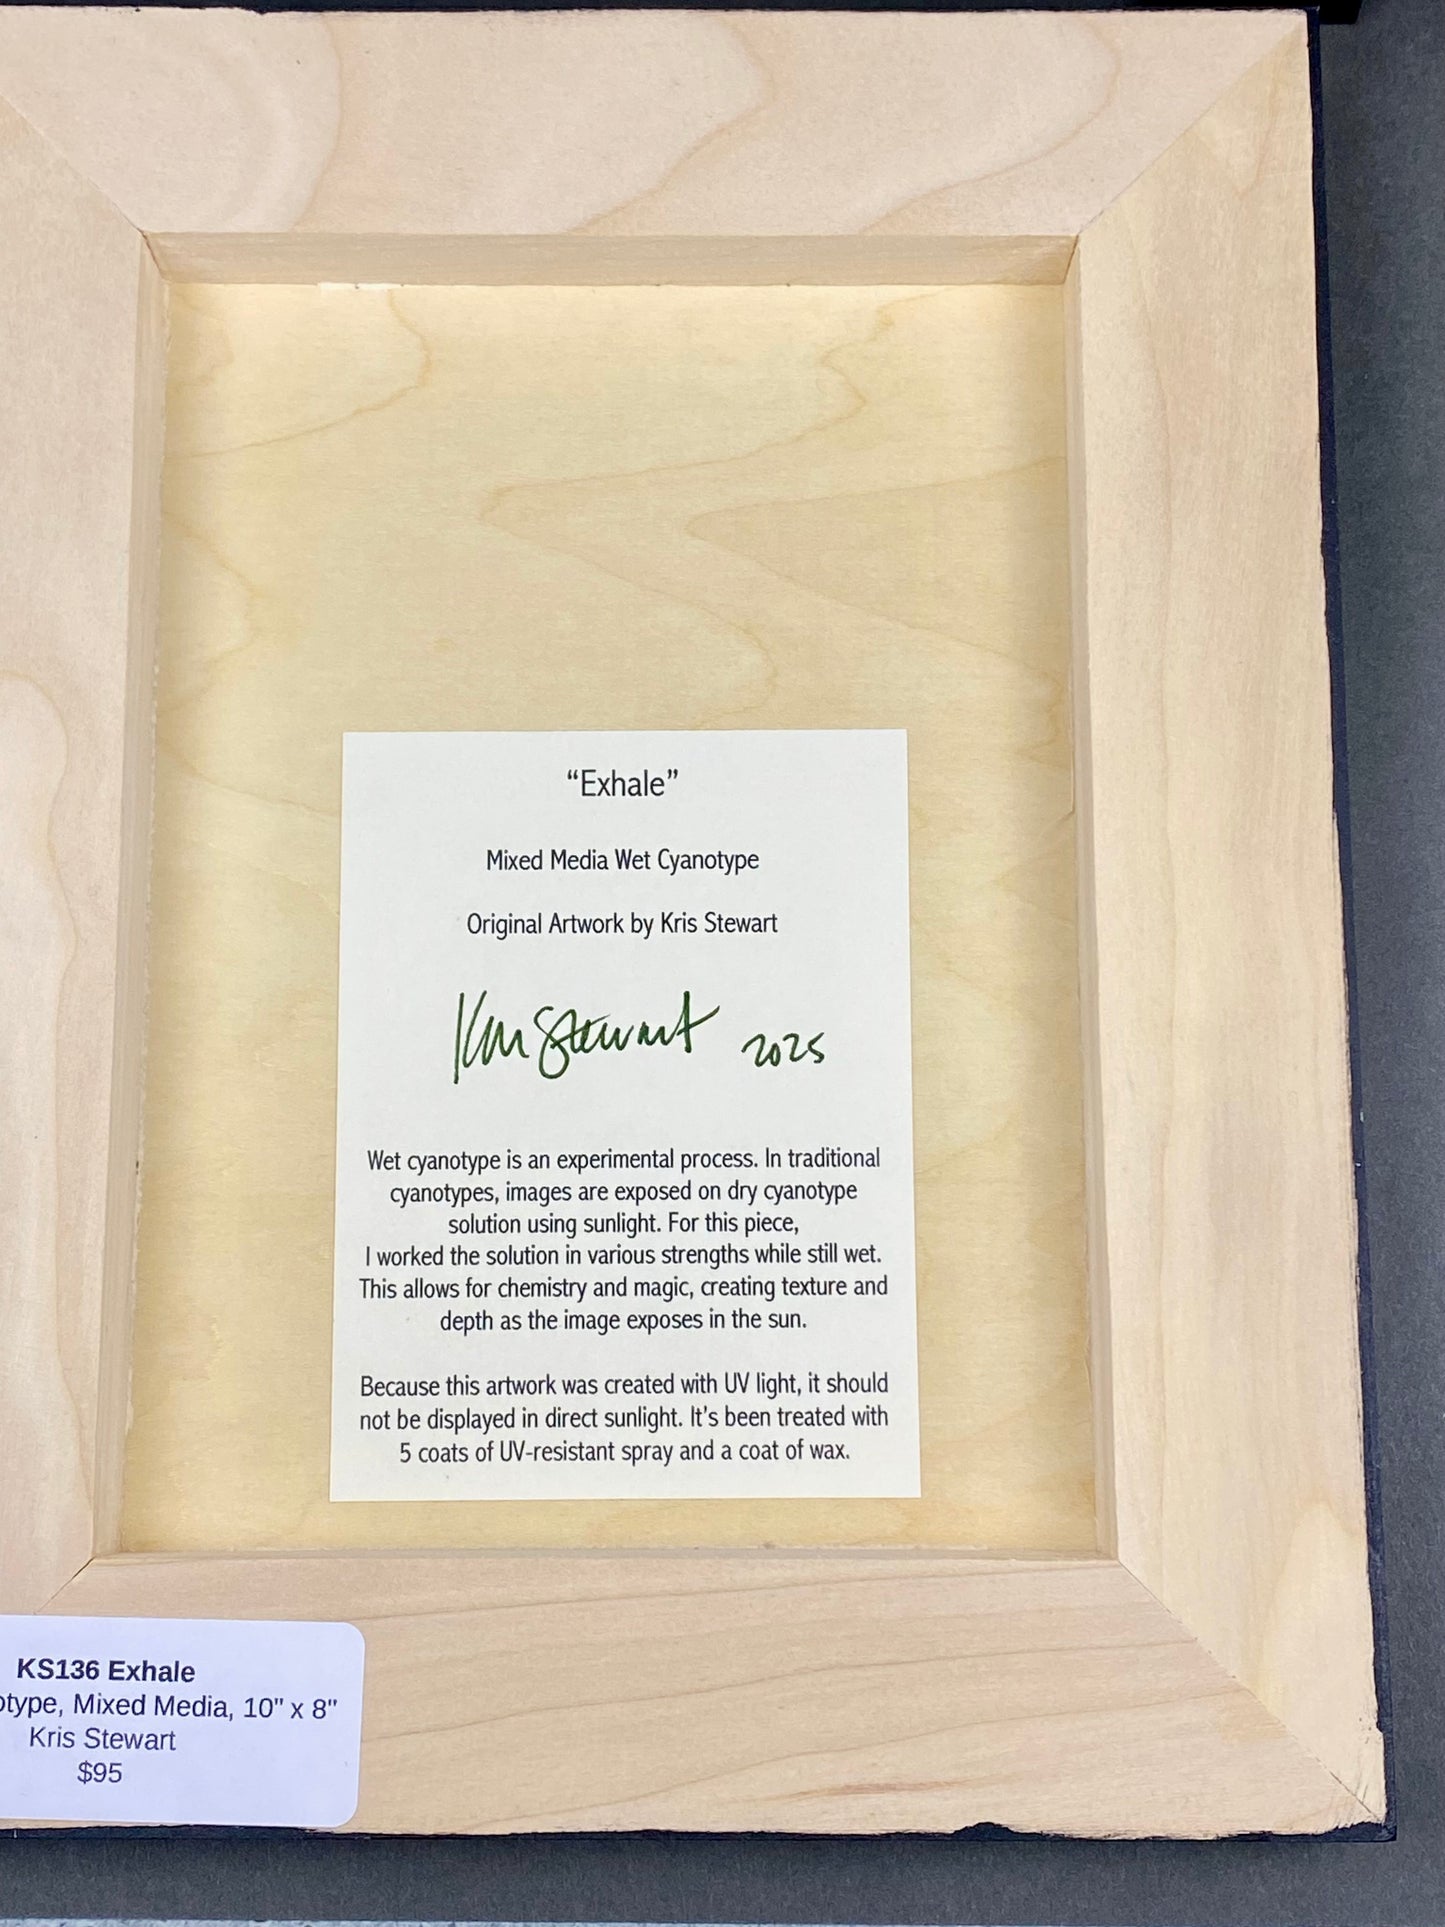 “Exhale”
Mixed Media Wet Cyanotype
Original Artwork by Kris Stewart
Kris Stewart 2025
Wet cyanotype is an experimental process. In traditional
cyanotypes, images are exposed on dry cyanotype
solution using sunlight. For this piece,
I worked the solution in various strengths while still wet.
This allows for chemistry and magic, creating texture and
depth as the image exposes in the sun.
Because this artwork was created with UV light, it should
not be displayed in direct sunlight. It's been treated with
5 coats of UV-resistant spray and a coat of wax.
KS136 Exhale
otype, Mixed Media, 10" x 8"
Kris Stewart
$95